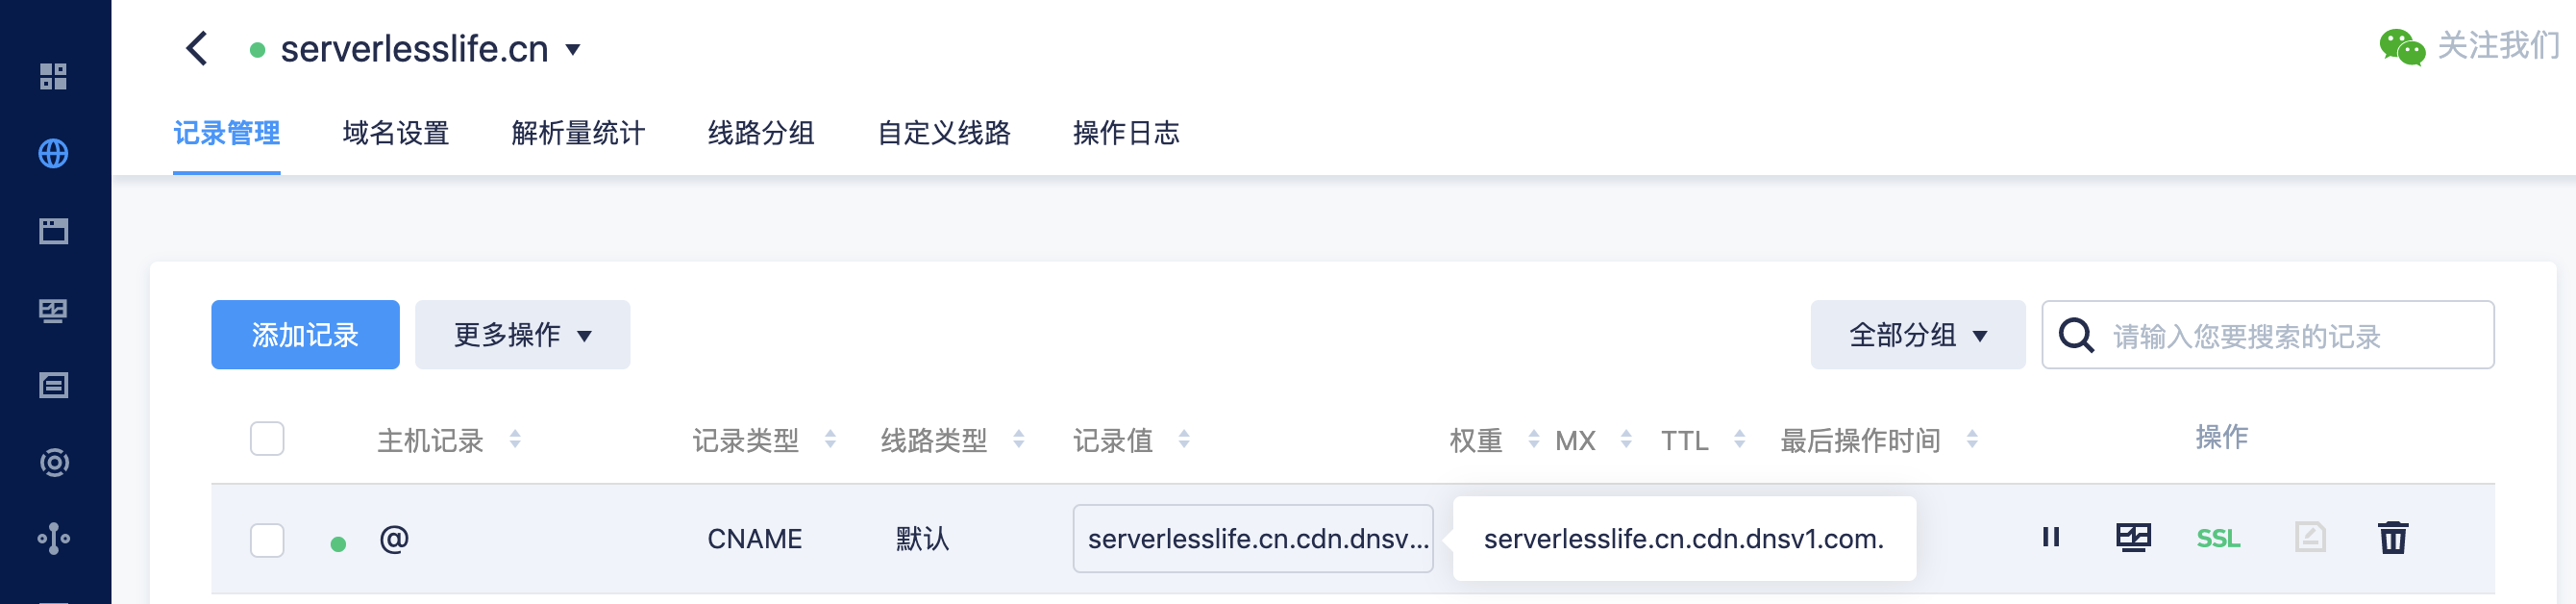 serverlesslife.cn
关注我们
记录管理 域名设置 解析量统计 线路分组 自定义线路 操作日志
添加记录 更多操作 全部分组 请输入您要搜索的记录
主机记录 记录类型 线路类型 记录值 权重 MX TTL 最后操作时间 操作
@ CNAME 默认 serverlesslife.cn.cdn.dnsv... serverlesslife.cn.cdn.dnsv1.com. SSL